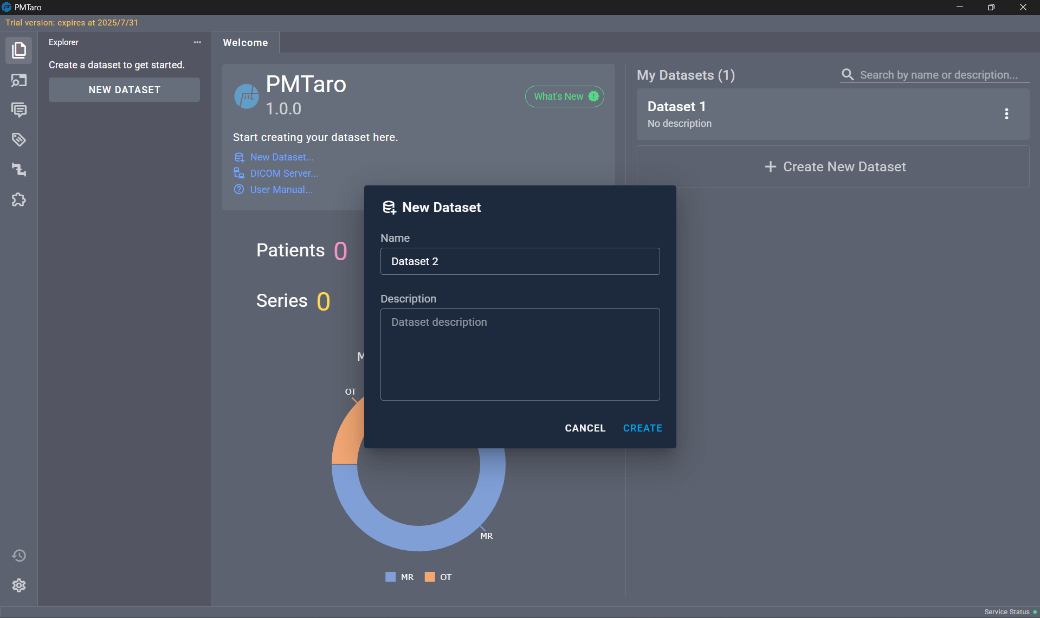 PMTaro
Trial version: expires at 2025/7/31
Explorer
Create a dataset to get started.
NEW DATASET
Welcome
PMTaro
1.0.0
What's New
Start creating your dataset here.
New Dataset...
DICOM Server...
User Manual...
Patients 0
Series 0
M
OT
MR
MR OT
My Datasets (1)
Search by name or description...
Dataset 1
No description
Create New Dataset
New Dataset
Name
Dataset 2
Description
Dataset description
CANCEL CREATE
Service Status